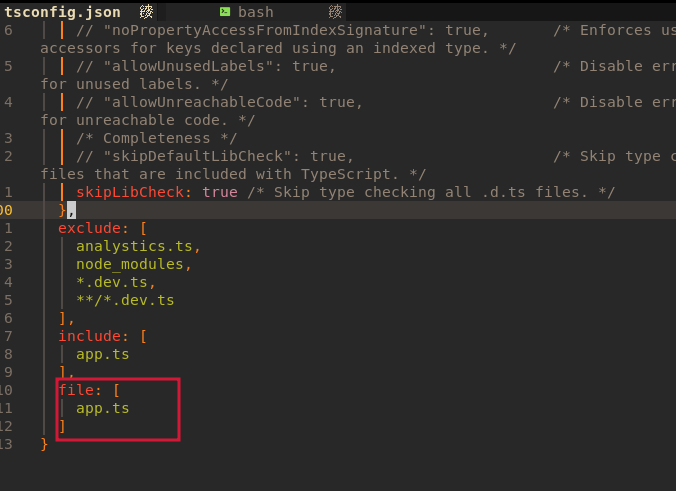 tsconfig.json 
bash
6 // "noPropertyAccessFromIndexSignature": true, /* Enforces us
accessors for keys declared using an indexed type. */
5 // "allowUnusedLabels": true, /* Disable err
for unused labels. */
4 // "allowUnreachableCode": true, /* Disable err
for unreachable code. */
3 /* Completeness */
2 // "skipDefaultLibCheck": true, /* Skip type c
files that are included with TypeScript. */
1 skipLibCheck: true /* Skip type checking all .d.ts files. */
00 },
1 exclude: [
2 analystics.ts,
3 node_modules,
4 *.dev.ts,
5 **/*.dev.ts
6 ],
7 include: [
8 app.ts
9 ],
10 file: [
11 app.ts
12 ]
13 }